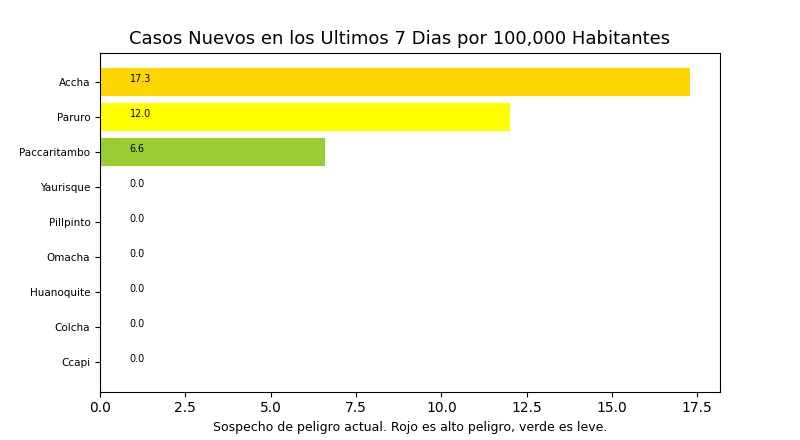 Casos Nuevos en los Ultimos 7 Dias por 100,000 Habitantes
Accha 17.3
Paruro 12.0
Paccaritambo 6.6
Yaurisque 0.0
Pillpinto 0.0
Omacha 0.0
Huanoquite 0.0
Colcha 0.0
Ccapi 0.0
0.0 2.5 5.0 7.5 10.0 12.5 15.0 17.5
Sospecho de peligro actual. Rojo es alto peligro, verde es leve.